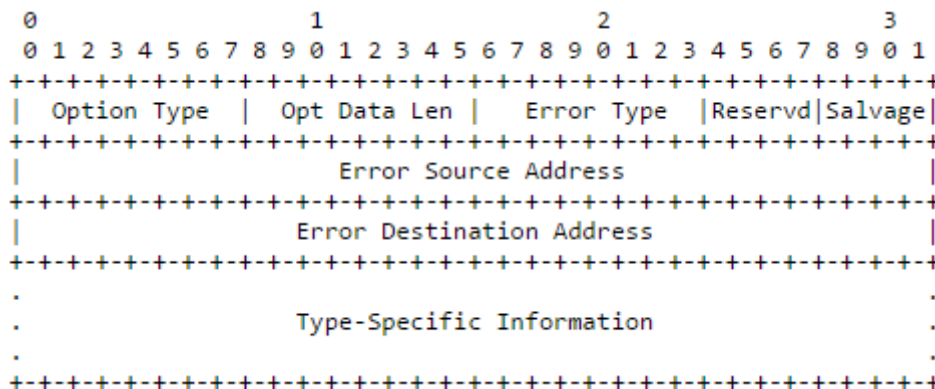 0                   1                   2                   3
0 1 2 3 4 5 6 7 8 9 0 1 2 3 4 5 6 7 8 9 0 1 2 3 4 5 6 7 8 9 0 1
+-+-+-+-+-+-+-+-+-+-+-+-+-+-+-+-+-+-+-+-+-+-+-+-+-+-+-+-+-+-+-+-+
|  Option Type  |  Opt Data Len |   Error Type  |Reservd|Salvage|
+-+-+-+-+-+-+-+-+-+-+-+-+-+-+-+-+-+-+-+-+-+-+-+-+-+-+-+-+-+-+-+-+
|                      Error Source Address                     |
+-+-+-+-+-+-+-+-+-+-+-+-+-+-+-+-+-+-+-+-+-+-+-+-+-+-+-+-+-+-+-+-+
|                   Error Destination Address                   |
+-+-+-+-+-+-+-+-+-+-+-+-+-+-+-+-+-+-+-+-+-+-+-+-+-+-+-+-+-+-+-+-+
.                                                               .
.                   Type-Specific Information                   .
.                                                               .
+-+-+-+-+-+-+-+-+-+-+-+-+-+-+-+-+-+-+-+-+-+-+-+-+-+-+-+-+-+-+-+-+